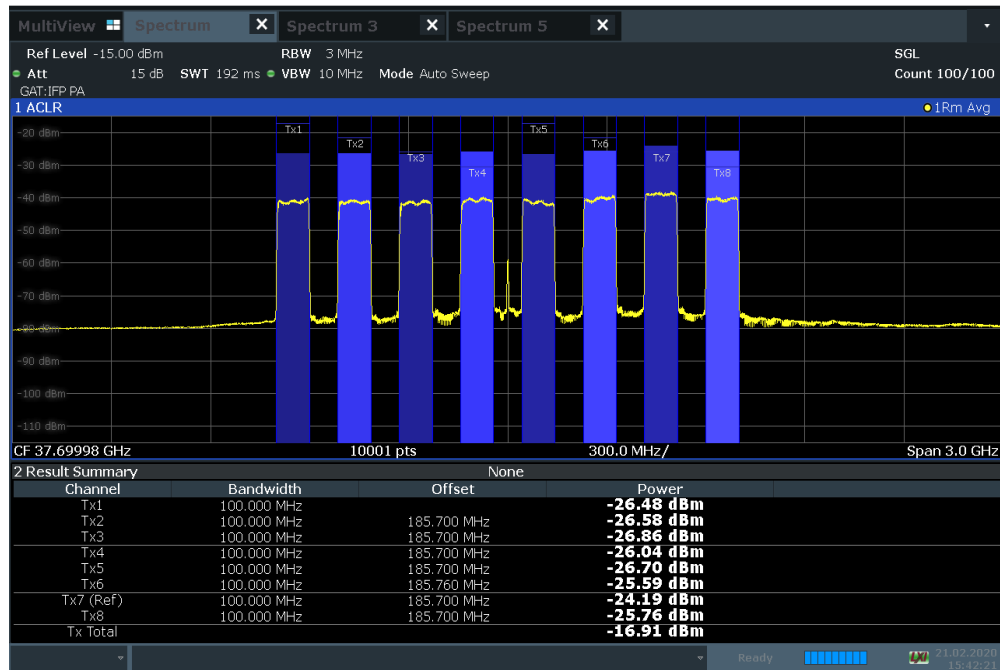 MultiView Spectrum X Spectrum 3 X Spectrum 5 X
Ref Level -15.00 dBm RBW 3 MHz SGL
Att 15 dB SWT 192 ms VBW 10 MHz Mode Auto Sweep Count 100/100
GAT:IFP PA
1 ACLR 1Rm Avg
Tx1 Tx5
-20 dBm
Tx2 Tx6
Tx3 Tx7
-30 dBm
Tx4 Tx8
-40 dBm
-50 dBm
-60 dBm
-70 dBm
-80 dBm
-90 dBm
-100 dBm
-110 dBm
CF 37.69998 GHz 10001 pts 300.0 MHz/ Span 3.0 GHz
2 Result Summary None
Channel Bandwidth Offset Power
Tx1 100.000 MHz -26.48 dBm
Tx2 100.000 MHz 185.700 MHz -26.58 dBm
Tx3 100.000 MHz 185.700 MHz -26.86 dBm
Tx4 100.000 MHz 185.700 MHz -26.04 dBm
Tx5 100.000 MHz 185.700 MHz -26.70 dBm
Tx6 100.000 MHz 185.760 MHz -25.59 dBm
Tx7 (Ref) 100.000 MHz 185.700 MHz -24.19 dBm
Tx8 100.000 MHz 185.700 MHz -25.76 dBm
Tx Total -16.91 dBm
Ready LXI 21.02.2020
15:42:21